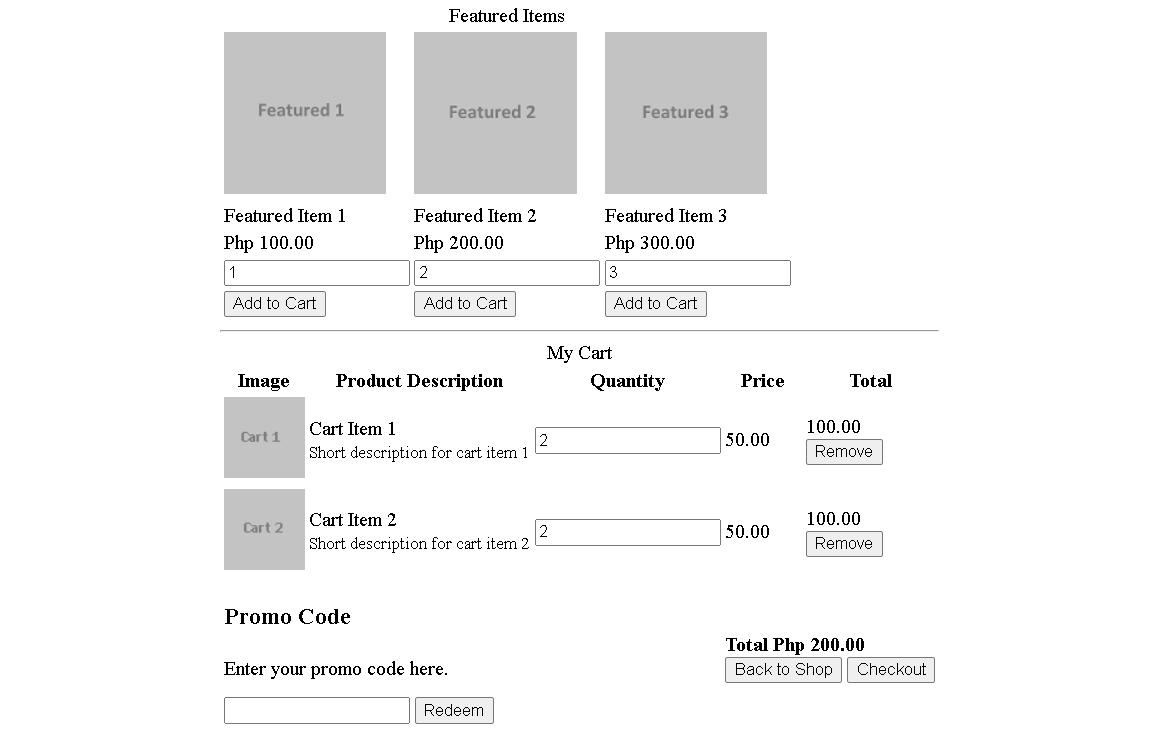 Featured Items
Featured 1 Featured 2 Featured 3
Featured Item 1 Featured Item 2 Featured Item 3
Php 100.00 Php 200.00 Php 300.00
1 2 3
Add to Cart Add to Cart Add to Cart
My Cart
Image Product Description Quantity Price Total
Cart 1 Cart Item 1 2 50.00 100.00
Short description for cart item 1 Remove
Cart 2 Cart Item 2 2 50.00 100.00
Short description for cart item 2 Remove
Promo Code
Total Php 200.00
Enter your promo code here. Back to Shop Checkout
Redeem